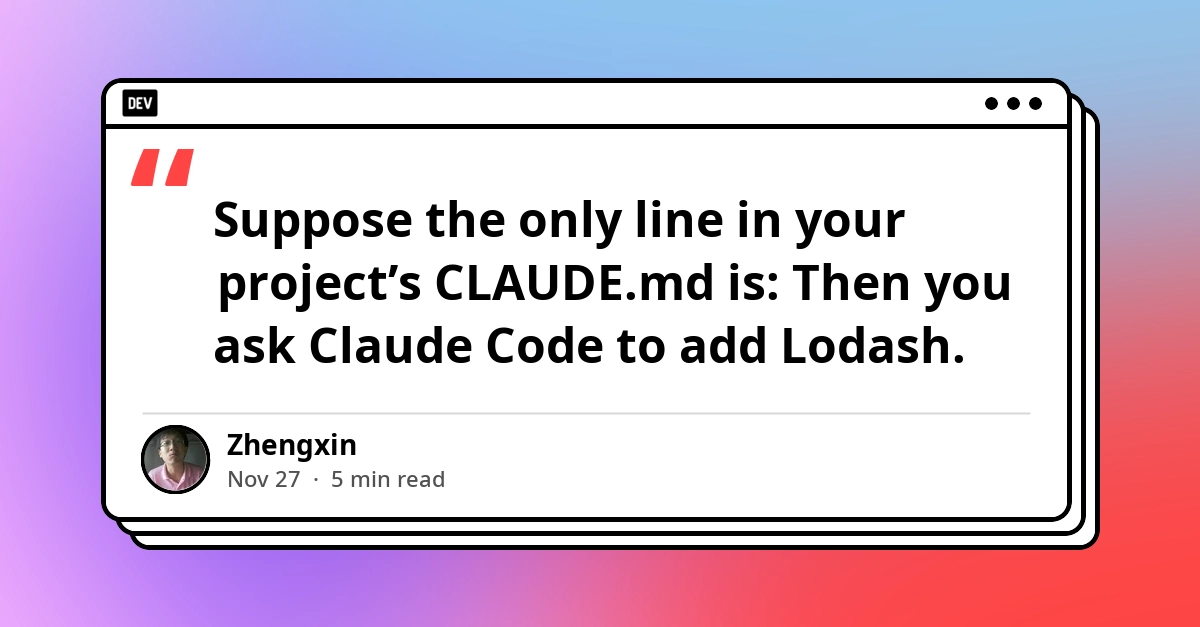 DEV
Suppose the only line in your
project’s CLAUDE.md is: Then you
ask Claude Code to add Lodash.
Zhengxin
Nov 27 · 5 min read